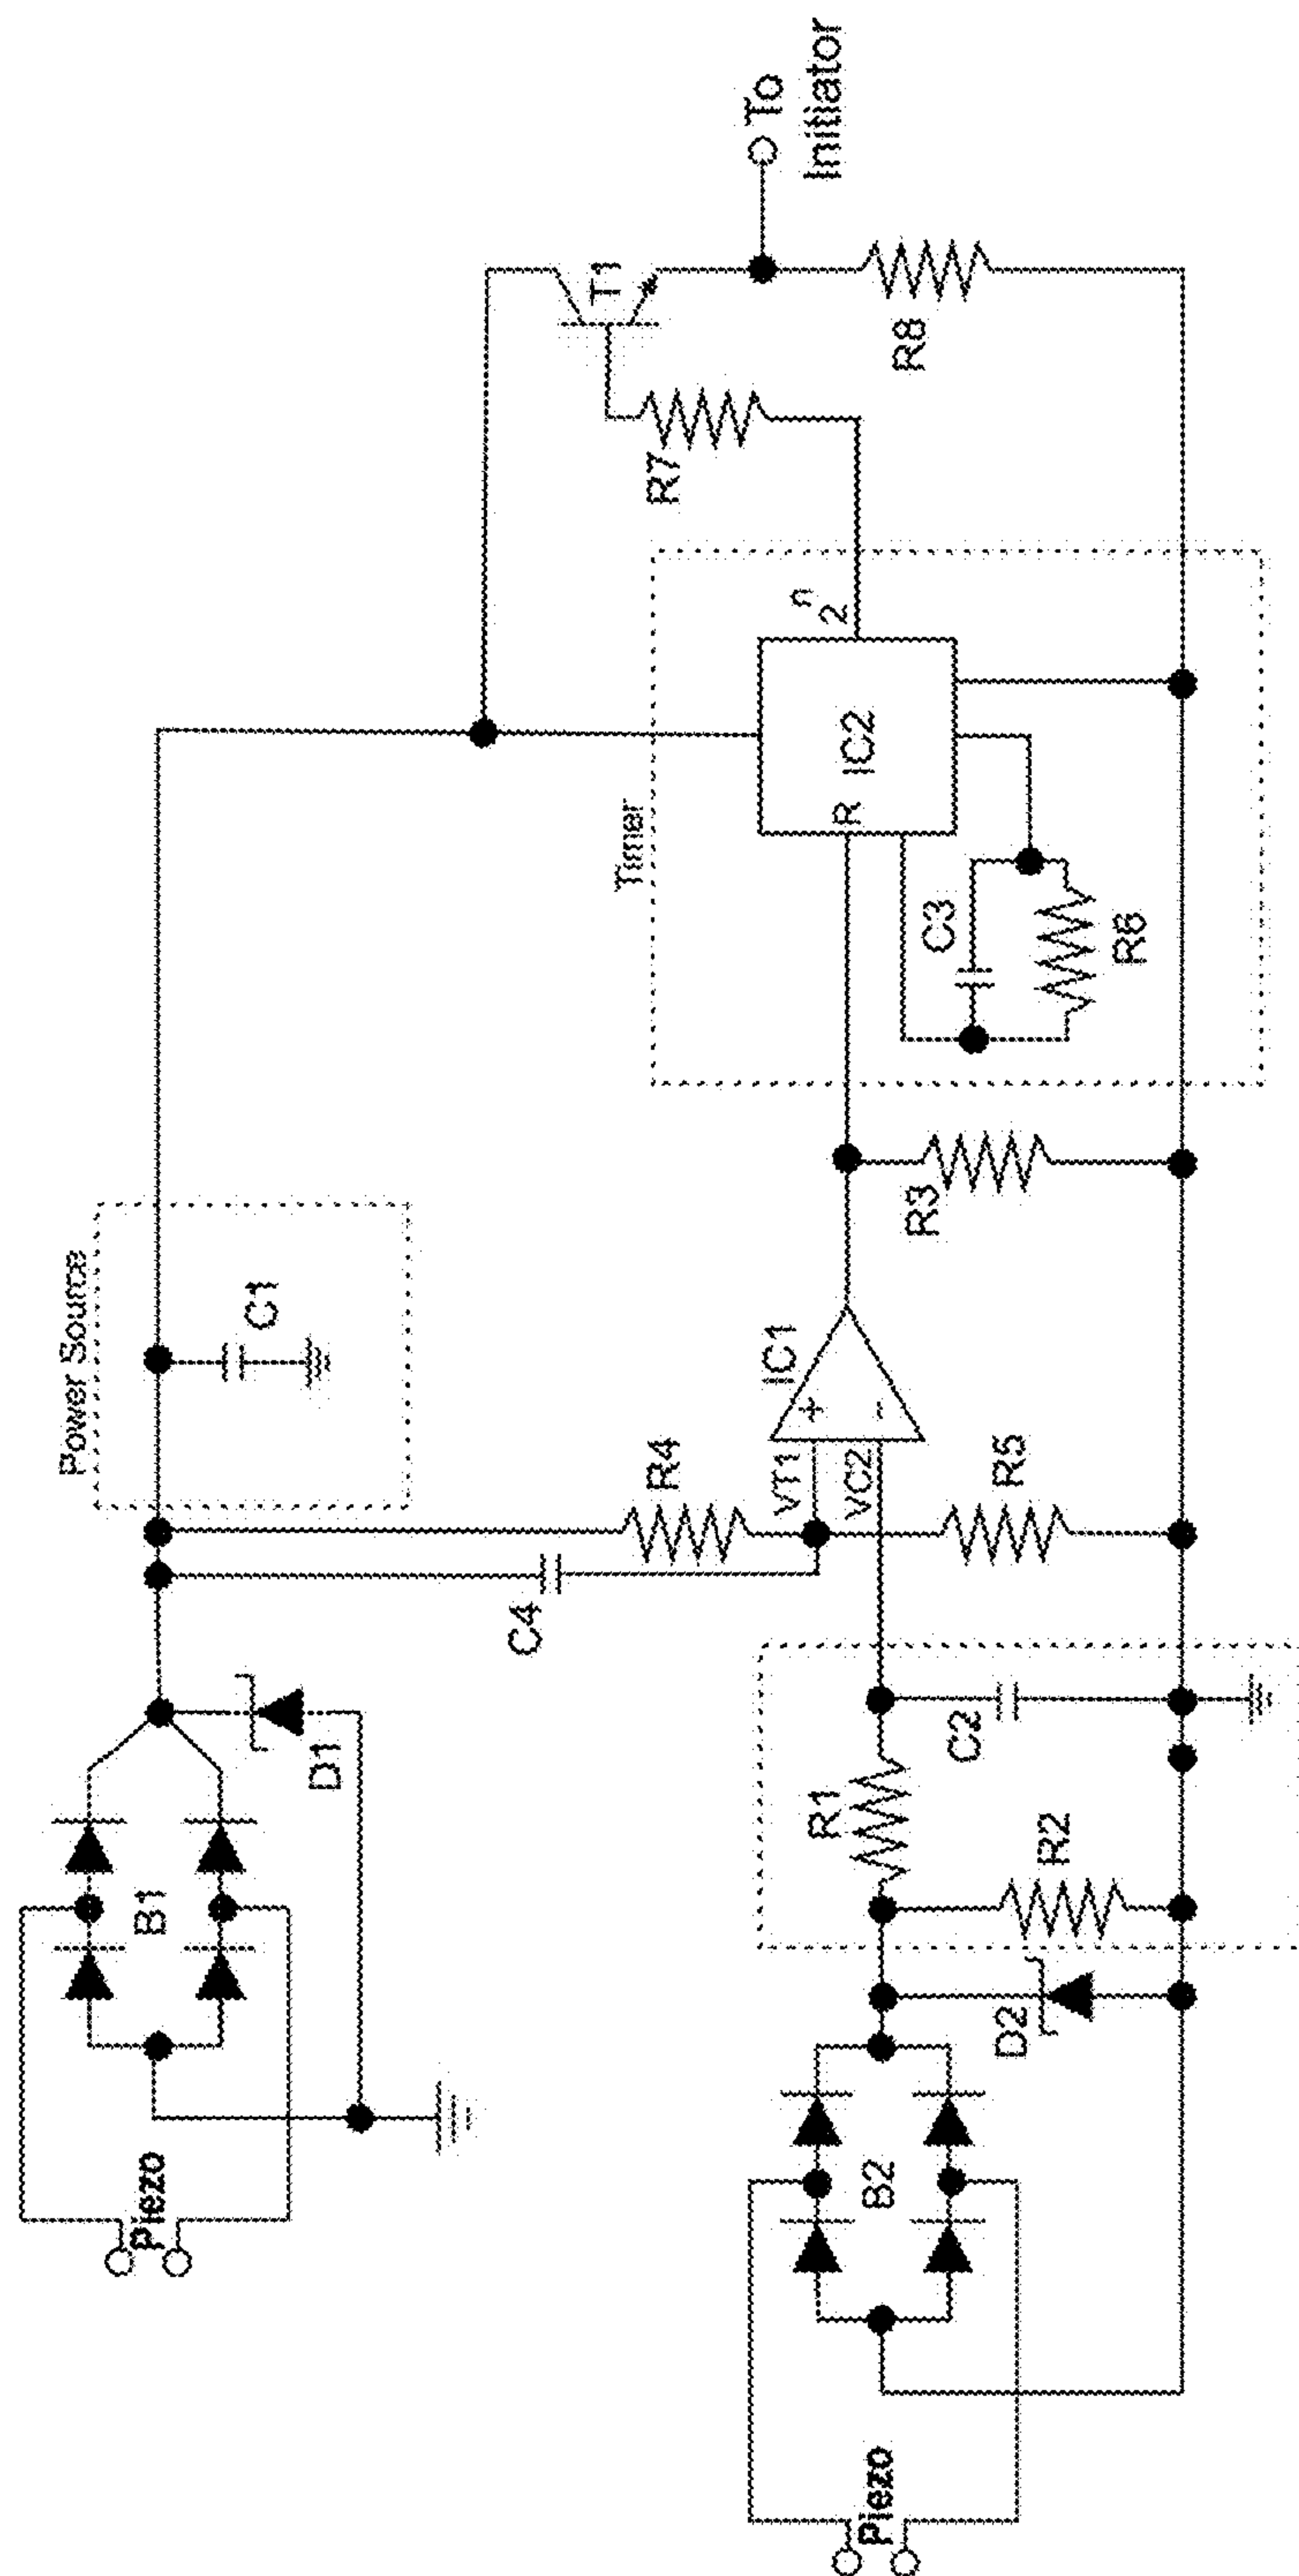 Piezo
B1
D1
Power Source
C1
C4
R4
VT1
VC2
IC1
+
-
R5
R3
Timer
R
IC2
n
2
C3
R6
R7
T1
R8
To
Initiator
Piezo
B2
D2
R1
R2
C2